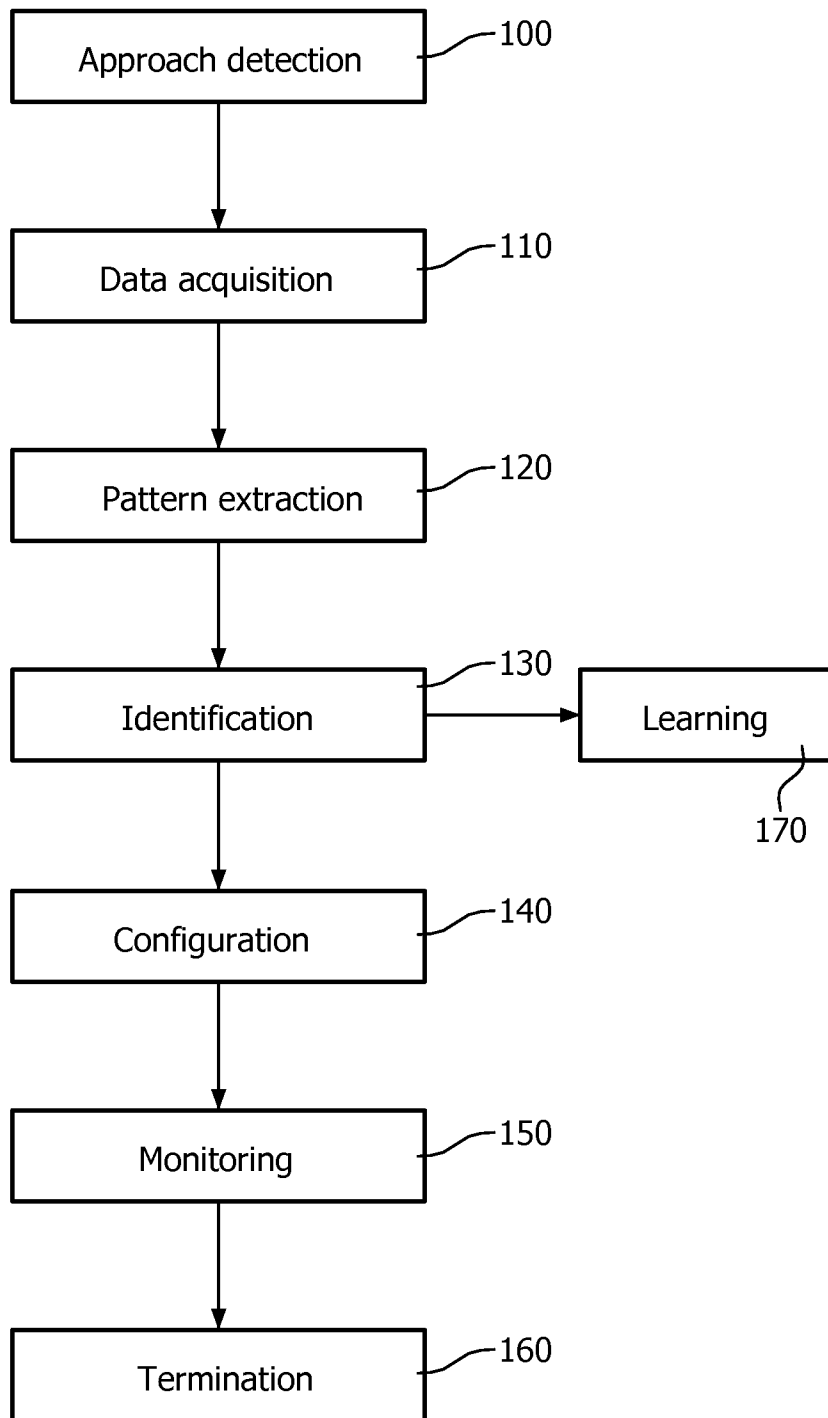 Approach detection
100
Data acquisition
110
Pattern extraction
120
Identification
130
Learning
170
Configuration
140
Monitoring
150
Termination
160